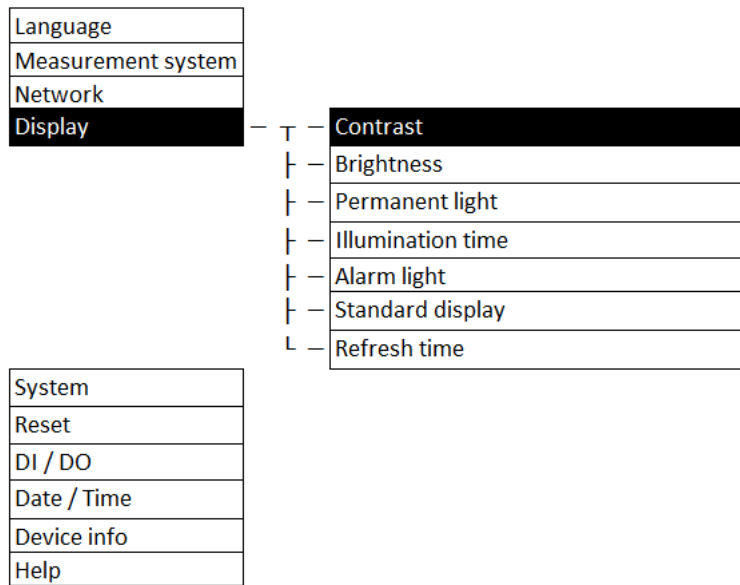 Language
Measurement system
Network
Display
Contrast
Brightness
Permanent light
Illumination time
Alarm light
Standard display
Refresh time
System
Reset
DI / DO
Date / Time
Device info
Help